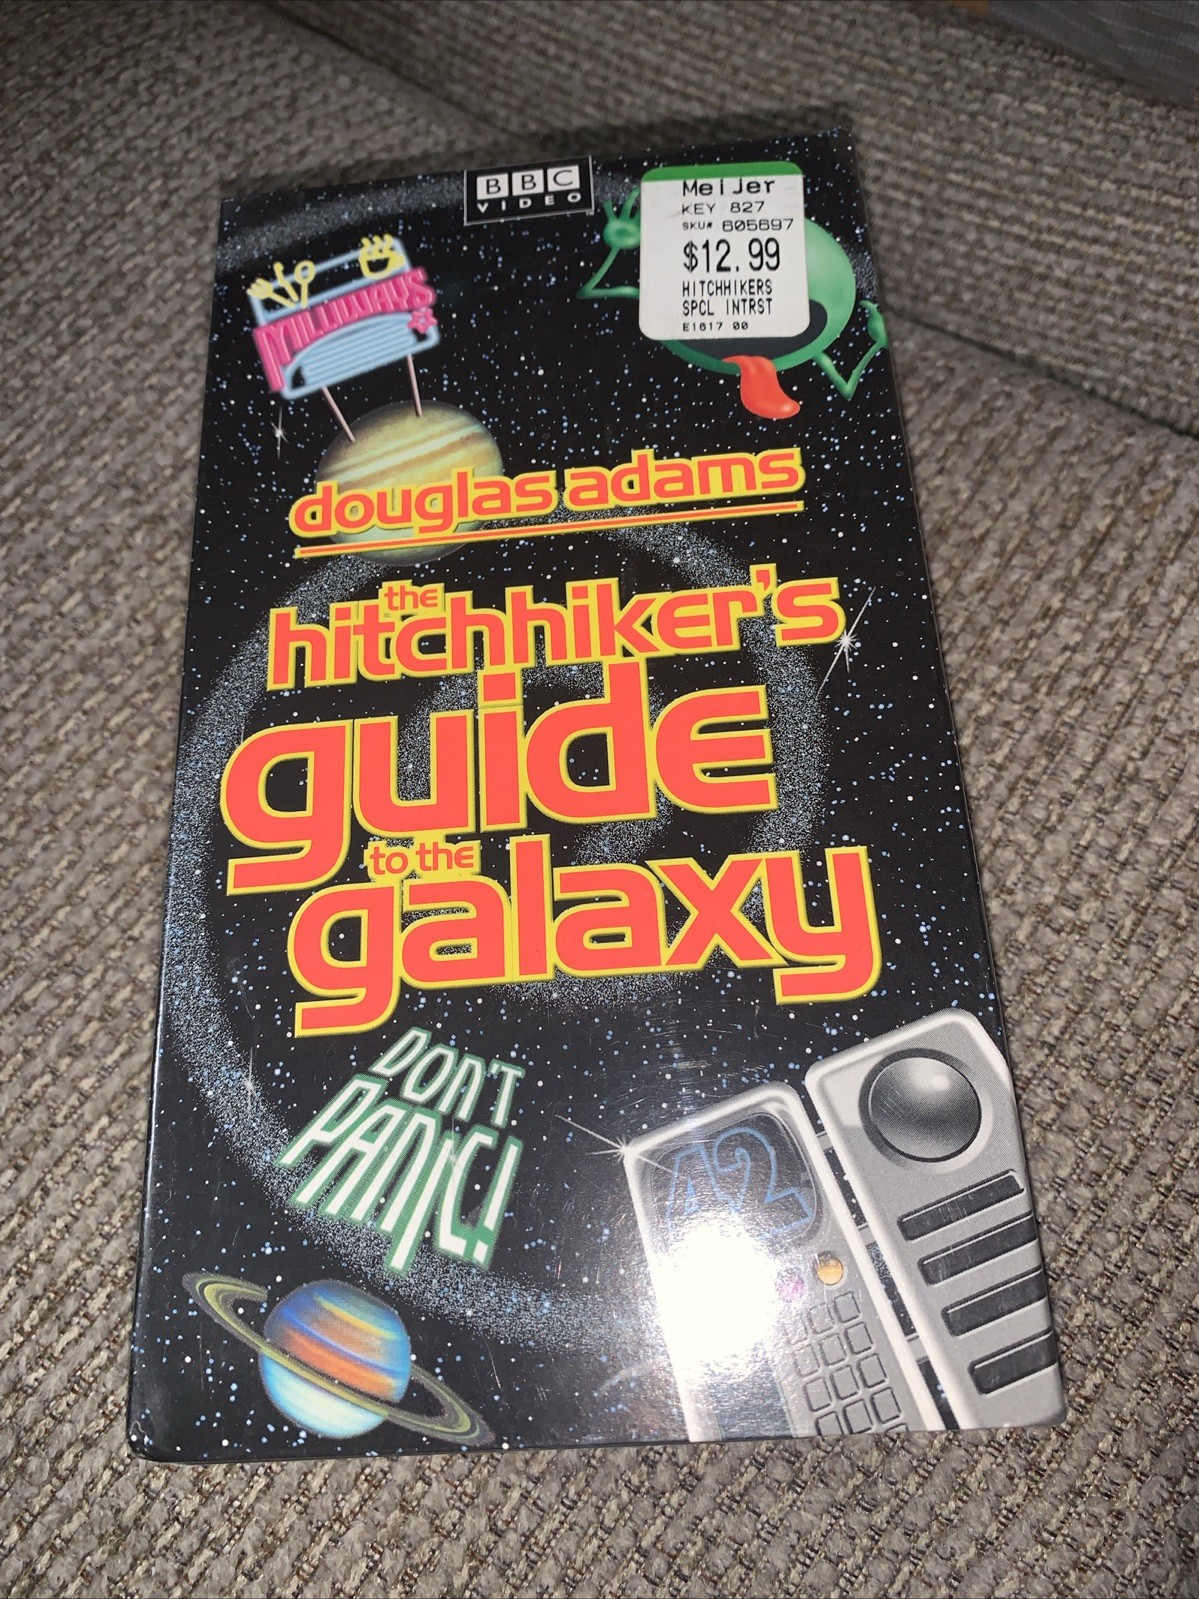 BBC
VIDEO
MeiJer
KEY 827
SKU# 605697
$12.99
HITCHHIKERS
SPCL INTRST
E1617 00
MILLIWAYS
douglas adams
the
hitchhiker's
guide
to the
galaxy
DON'T
PANIC!
42